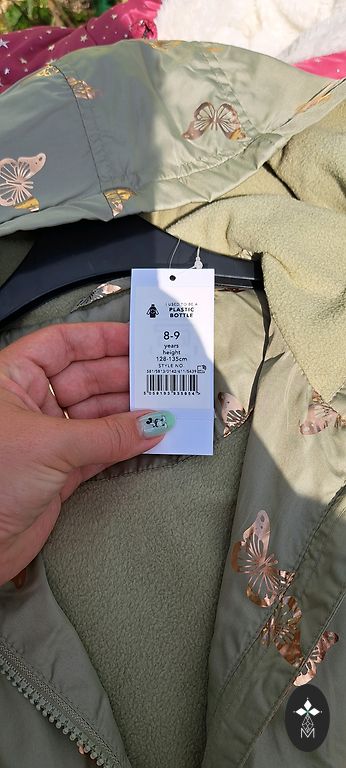 I USED TO BE A
PLASTIC
BOTTLE
8-9
years
height
128-135cm
STYLE NO.
M